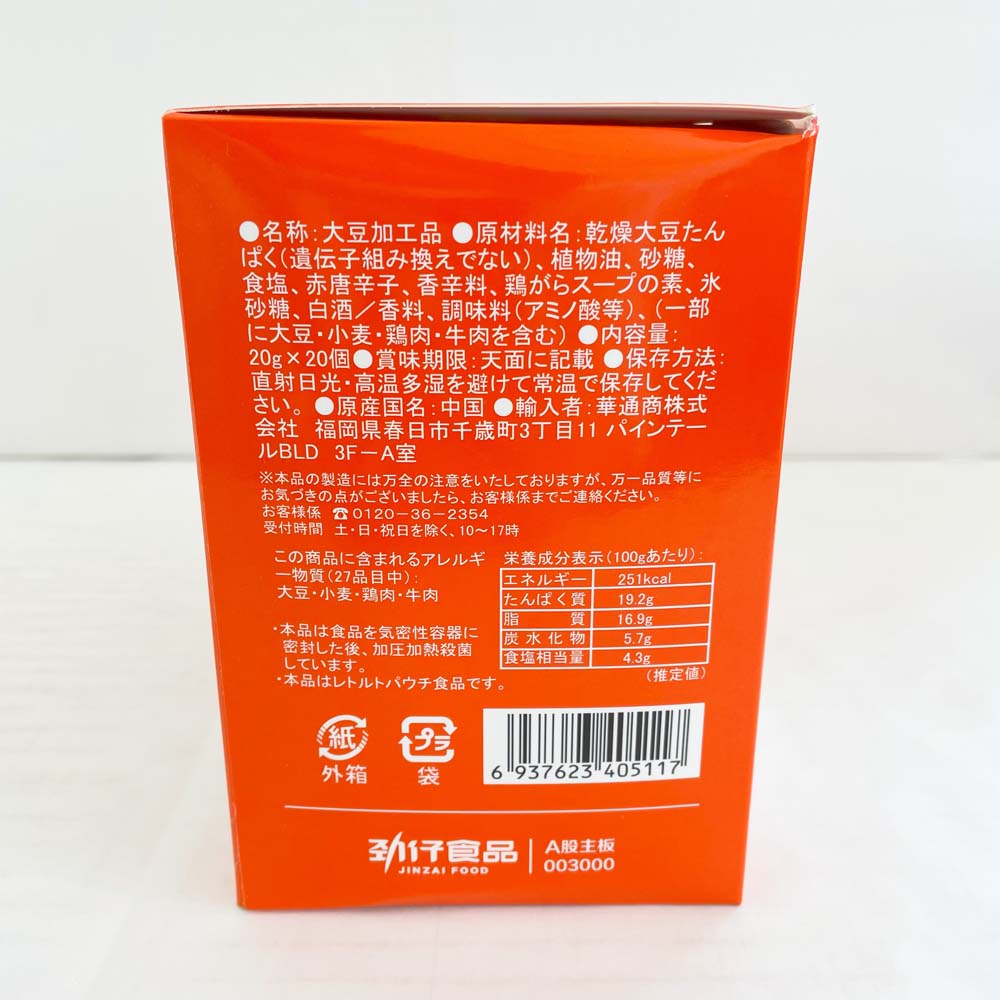 ●名称:大豆加工品 ●原材料名:乾燥大豆たん
ぱく(遺伝子組み換えでない)、植物油、砂糖、
食塩、赤唐辛子、香辛料、鶏がらスープの素、氷
砂糖、白酒/香料、調味料(アミノ酸等)、(一部
に大豆・小麦・鶏肉・牛肉を含む) ●内容量:
20g×20個●賞味期限:天面に記載 ●保存方法:
直射日光・高温多湿を避けて常温で保存してくだ
さい。 ●原産国名:中国 ●輸入者:華通商株式
会社 福岡県春日市千歳町3丁目11 パインテー
ルBLD 3F－A室
※本品の製造には万全の注意をいたしておりますが、万一品質等に
お気づきの点がございましたら、お客様係までご連絡ください。
お客様係 ☎0120-36-2354
受付時間 土・日・祝日を除く、10〜17時
この商品に含まれるアレルギ
ー物質(27品目中):
大豆・小麦・鶏肉・牛肉
・本品は食品を気密性容器に
密封した後、加圧加熱殺菌
しています。
・本品はレトルトパウチ食品です。
栄養成分表示(100gあたり):
エネルギー 251kcal
たんぱく質 19.2g
脂質 16.9g
炭水化物 5.7g
食塩相当量 4.3g
(推定値)
紙
外箱
プラ
袋
6 937623 405117
劲仔食品
JINZAI FOOD
A股主板
003000